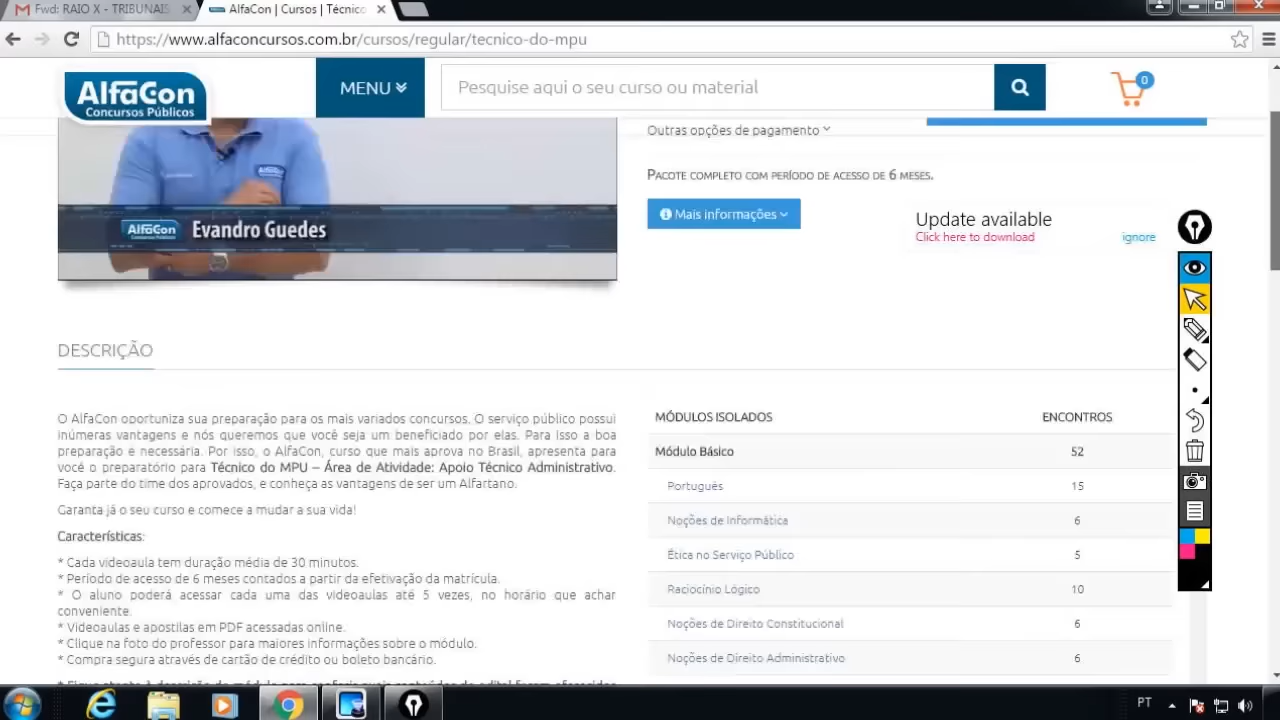 Fwd: RAIO X - TRIBUNAIS
AlfaCon | Cursos | Técnico
https://www.alfaconcursos.com.br/cursos/regular/tecnico-do-mpu
AlfaCon
Concursos Públicos
MENU
Pesquise aqui o seu curso ou material
0
Outras opções de pagamento
PACOTE COMPLETO COM PERÍODO DE ACESSO DE 6 MESES.
Mais informações
Update available
Click here to download
ignore
AlfaCon
Concursos Públicos
Evandro Guedes
DESCRIÇÃO
O AlfaCon oportuniza sua preparação para os mais variados concursos. O serviço público possui
inúmeras vantagens e nós queremos que você seja um beneficiado por elas. Para isso a boa
preparação e necessária. Por isso, o AlfaCon, curso que mais aprova no Brasil, apresenta para
você o preparatório para Técnico do MPU – Área de Atividade: Apoio Técnico Administrativo.
Faça parte do time dos aprovados, e conheça as vantagens de ser um Alfartano.
Garanta já o seu curso e comece a mudar a sua vida!
Características:
* Cada videoaula tem duração média de 30 minutos.
* Período de acesso de 6 meses contados a partir da efetivação da matrícula.
* O aluno poderá acessar cada uma das videoaulas até 5 vezes, no horário que achar
conveniente.
* Videoaulas e apostilas em PDF acessadas online.
* Clique na foto do professor para maiores informações sobre o módulo.
* Compra segura através de cartão de crédito ou boleto bancário.
MÓDULOS ISOLADOS ENCONTROS
Módulo Básico 52
Português 15
Noções de Informática 6
Ética no Serviço Público 5
Raciocínio Lógico 10
Noções de Direito Constitucional 6
Noções de Direito Administrativo 6
PT